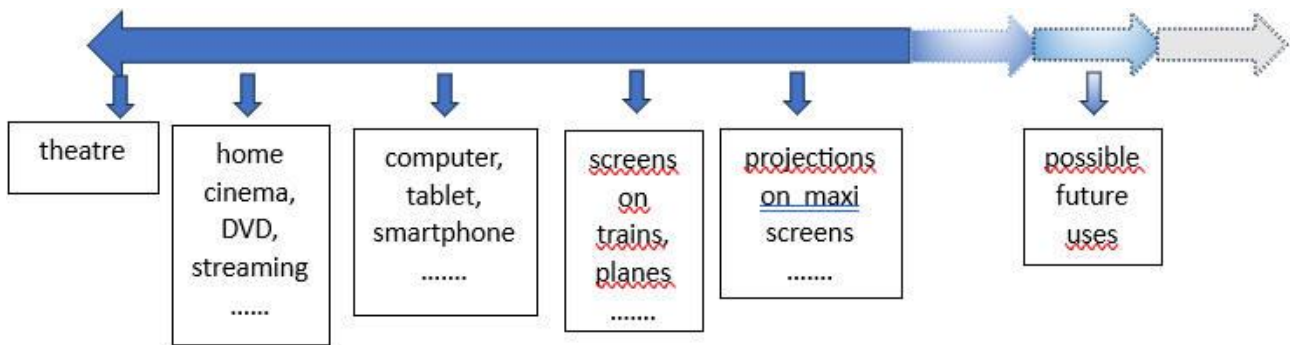 theatre
home
cinema,
DVD,
streaming
......
computer,
tablet,
smartphone
.......
screens
on
trains,
planes
.......
projections
on maxi
screens
.......
possible
future
uses